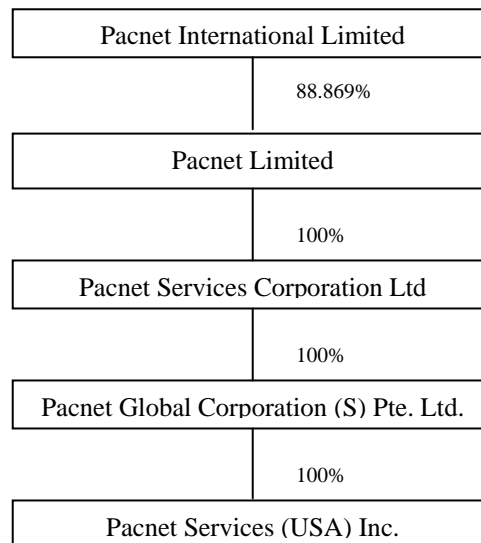 Pacnet International Limited
88.869%
Pacnet Limited
100%
Pacnet Services Corporation Ltd
100%
Pacnet Global Corporation (S) Pte. Ltd.
100%
Pacnet Services (USA) Inc.